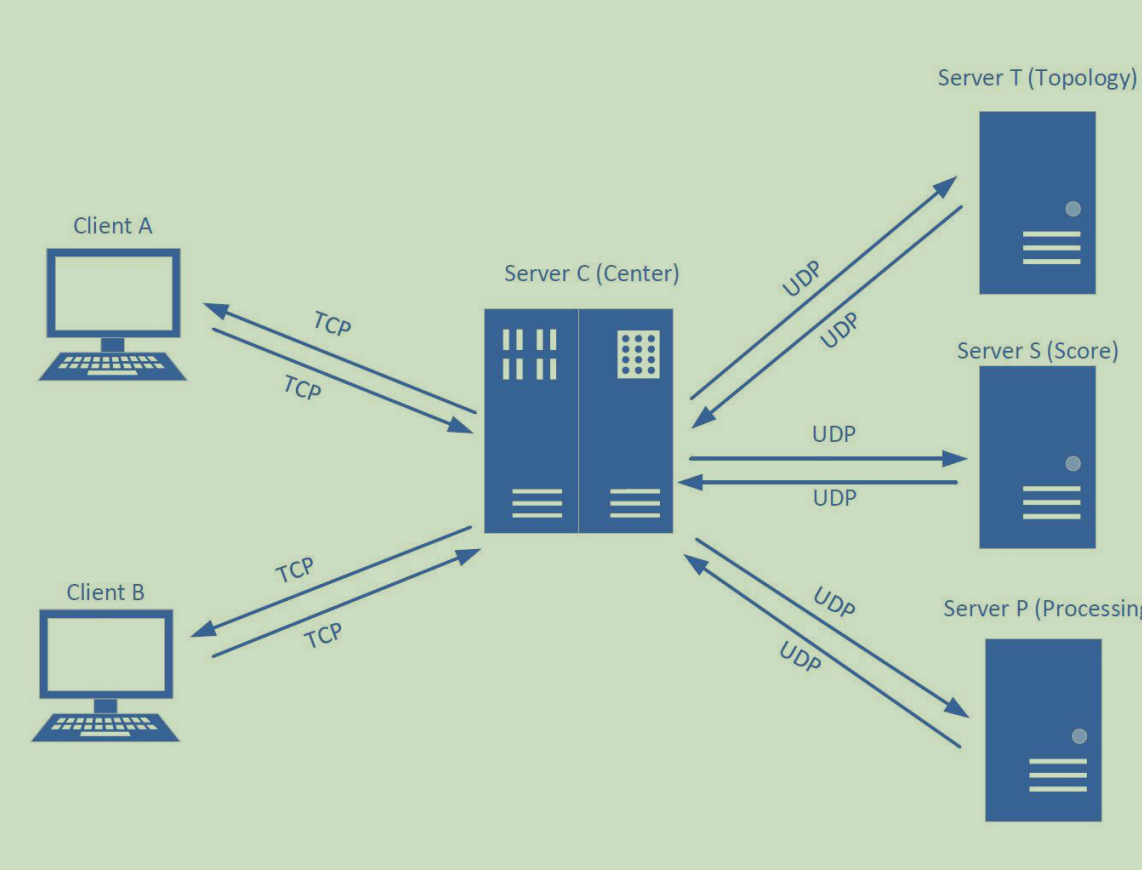 Server T (Topology)
Client A
Server C (Center)
TCP
TCP
UDP
UDP
Server S (Score)
UDP
UDP
Client B
TCP
TCP
Server P (Processing
UDP
UDP